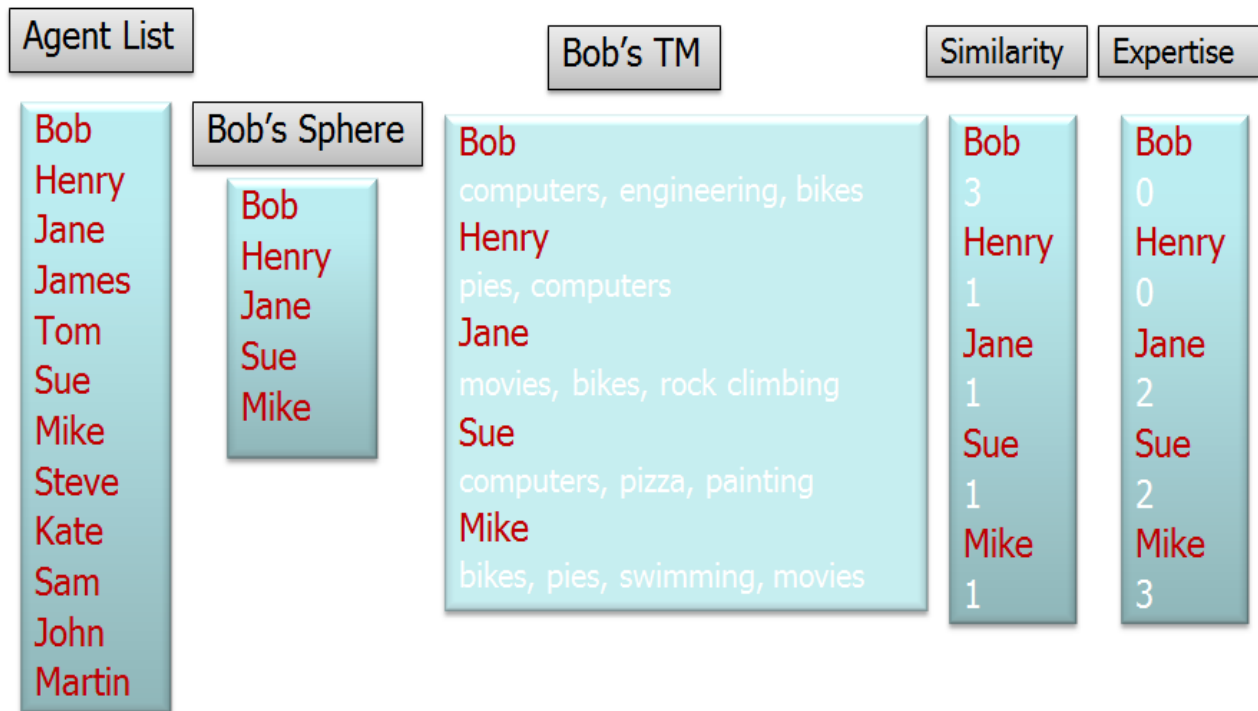 Agent List
Bob
Henry
Jane
James
Tom
Sue
Mike
Steve
Kate
Sam
John
Martin
Bob's Sphere
Bob
Henry
Jane
Sue
Mike
Bob's TM
Bob
computers, engineering, bikes
Henry
pies, computers
Jane
movies, bikes, rock climbing
Sue
computers, pizza, painting
Mike
bikes, pies, swimming, movies
Similarity
Bob
3
Henry
1
Jane
1
Sue
1
Mike
1
Expertise
Bob
0
Henry
0
Jane
2
Sue
2
Mike
3